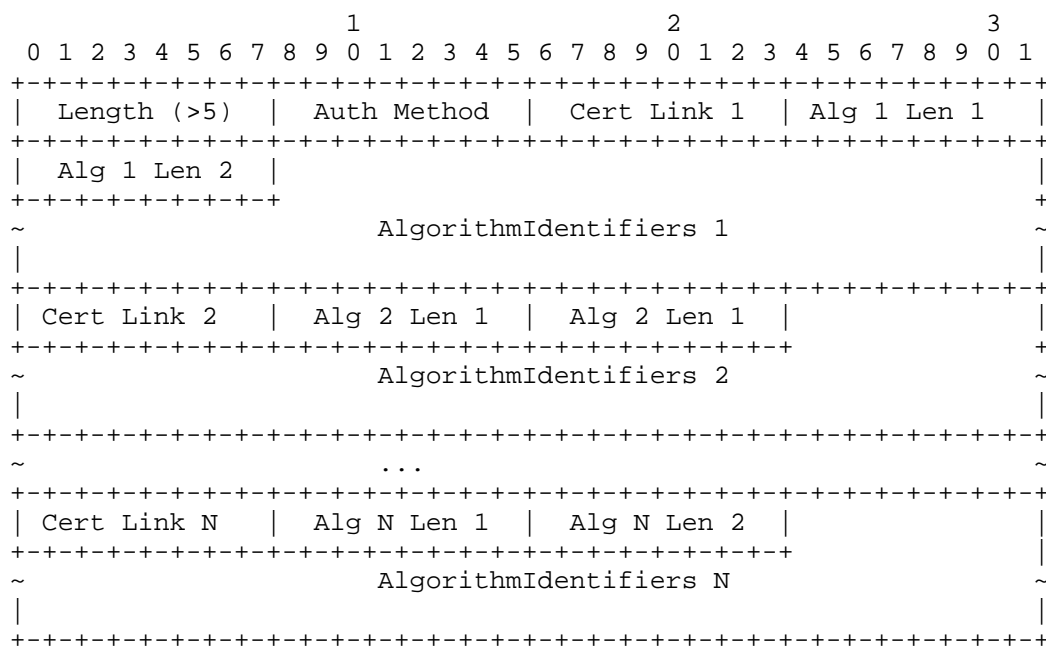 1                   2                   3
 0 1 2 3 4 5 6 7 8 9 0 1 2 3 4 5 6 7 8 9 0 1 2 3 4 5 6 7 8 9 0 1
+-+-+-+-+-+-+-+-+-+-+-+-+-+-+-+-+-+-+-+-+-+-+-+-+-+-+-+-+-+-+-+-+
|  Length (>5)  |  Auth Method  |  Cert Link 1  | Alg 1 Len 1   |
+-+-+-+-+-+-+-+-+-+-+-+-+-+-+-+-+-+-+-+-+-+-+-+-+-+-+-+-+-+-+-+-+
|  Alg 1 Len 2  |                                               |
+-+-+-+-+-+-+-+-+                                               +
~                      AlgorithmIdentifiers 1                   ~
|                                                               |
+-+-+-+-+-+-+-+-+-+-+-+-+-+-+-+-+-+-+-+-+-+-+-+-+-+-+-+-+-+-+-+-+
| Cert Link 2   |  Alg 2 Len 1  |  Alg 2 Len 1  |               |
+-+-+-+-+-+-+-+-+-+-+-+-+-+-+-+-+-+-+-+-+-+-+-+-+               +
~                      AlgorithmIdentifiers 2                   ~
|                                                               |
+-+-+-+-+-+-+-+-+-+-+-+-+-+-+-+-+-+-+-+-+-+-+-+-+-+-+-+-+-+-+-+-+
~                      ...                                      ~
+-+-+-+-+-+-+-+-+-+-+-+-+-+-+-+-+-+-+-+-+-+-+-+-+-+-+-+-+-+-+-+-+
| Cert Link N   |  Alg N Len 1  |  Alg N Len 2  |               |
+-+-+-+-+-+-+-+-+-+-+-+-+-+-+-+-+-+-+-+-+-+-+-+-+               |
~                      AlgorithmIdentifiers N                   ~
|                                                               |
+-+-+-+-+-+-+-+-+-+-+-+-+-+-+-+-+-+-+-+-+-+-+-+-+-+-+-+-+-+-+-+-+